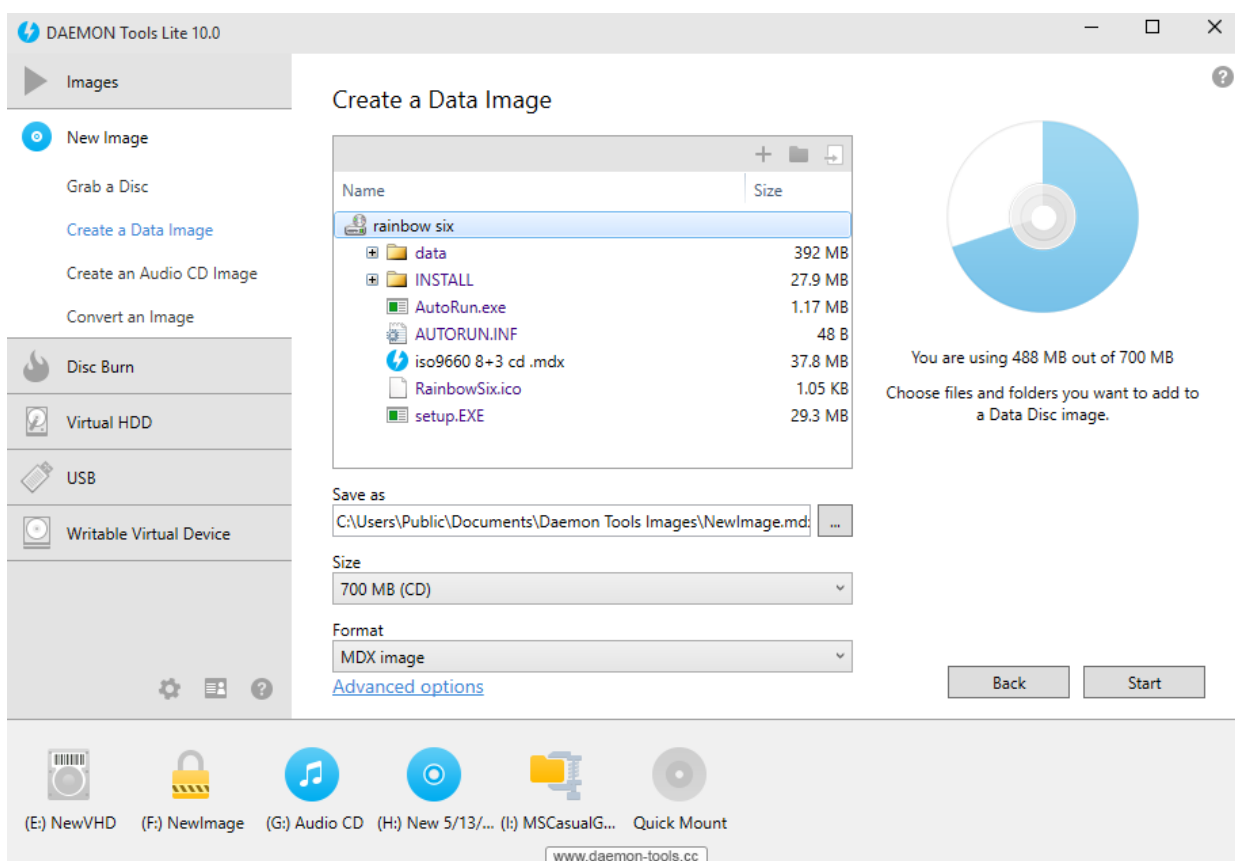 DAEMON Tools Lite 10.0
Images
New Image
Grab a Disc
Create a Data Image
Create an Audio CD Image
Convert an Image
Disc Burn
Virtual HDD
USB
Writable Virtual Device
Create a Data Image
Name Size
rainbow six
data 392 MB
INSTALL 27.9 MB
AutoRun.exe 1.17 MB
AUTORUN.INF 48 B
iso9660 8+3 cd .mdx 37.8 MB
RainbowSix.ico 1.05 KB
setup.EXE 29.3 MB
Save as
C:\Users\Public\Documents\Daemon Tools Images\NewImage.md
...
Size
700 MB (CD)
Format
MDX image
Advanced options
You are using 488 MB out of 700 MB
Choose files and folders you want to add to
a Data Disc image.
Back Start
(E:) NewVHD (F:) NewImage (G:) Audio CD (H:) New 5/13/... (I:) MSCasualG... Quick Mount
www.daemon-tools.cc